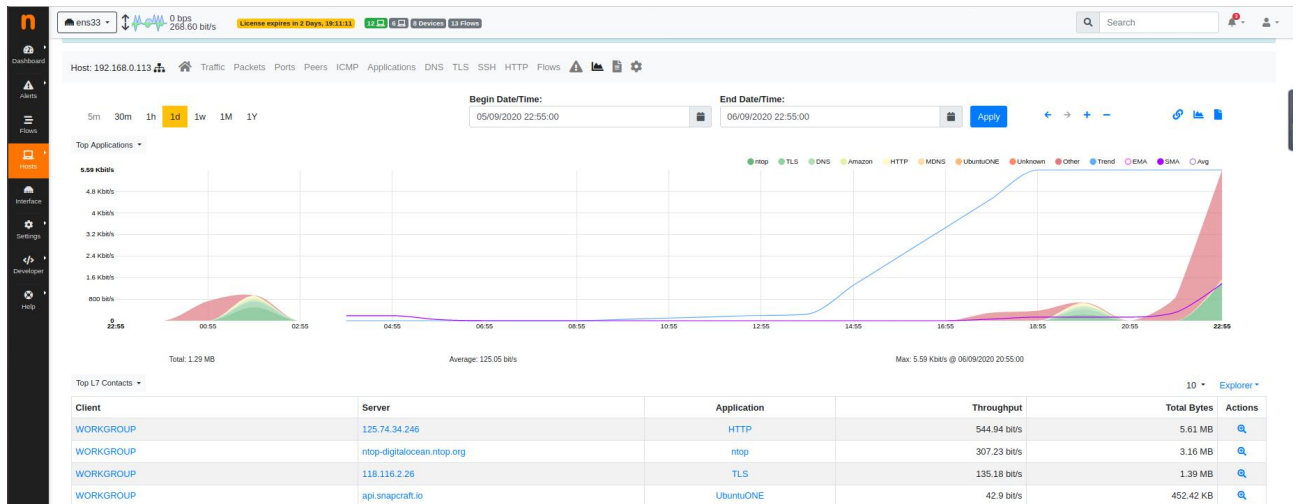 n ens33 0 bps
268.60 bit/s License expires in 2 Days, 19:11:11 12 6 8 Devices 13 Flows Search
Dashboard
Alerts
Flows
Hosts
Interface
Settings
Developer
Help
Host: 192.168.0.113 Traffic Packets Ports Peers ICMP Applications DNS TLS SSH HTTP Flows
Begin Date/Time: End Date/Time:
5m 30m 1h 1d 1w 1M 1Y 05/09/2020 22:55:00 06/09/2020 22:55:00 Apply
Top Applications
ntop TLS DNS Amazon HTTP MDNS UbuntuONE Unknown Other Trend EMA SMA Avg
5.59 Kbit/s
4.8 Kbit/s
4 Kbit/s
3.2 Kbit/s
2.4 Kbit/s
1.6 Kbit/s
800 bit/s
0
22:55 00:55 02:55 04:55 06:55 08:55 10:55 12:55 14:55 16:55 18:55 20:55 22:55
Total: 1.29 MB Average: 125.05 bit/s Max: 5.59 Kbit/s @ 06/09/2020 20:55:00
Top L7 Contacts 10 Explorer
Client Server Application Throughput Total Bytes Actions
WORKGROUP 125.74.34.246 HTTP 544.94 bit/s 5.61 MB
WORKGROUP ntop-digitalocean.ntop.org ntop 307.23 bit/s 3.16 MB
WORKGROUP 118.116.2.26 TLS 135.18 bit/s 1.39 MB
WORKGROUP api.snapcraft.io UbuntuONE 42.9 bit/s 452.42 KB